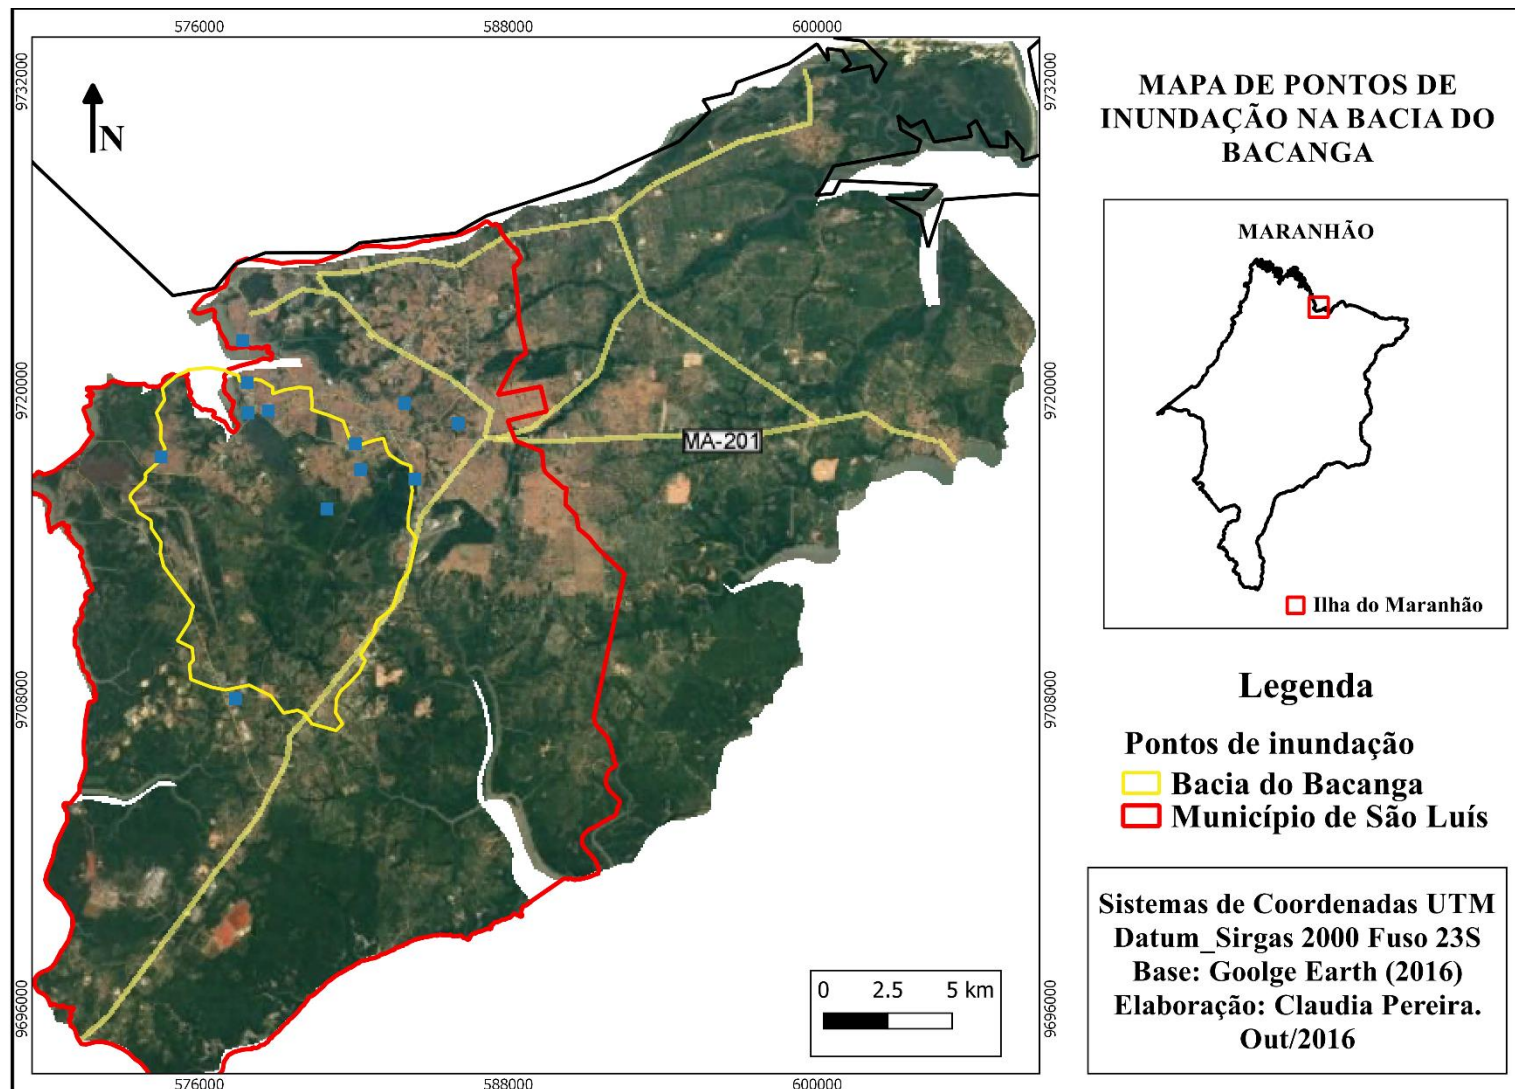 576000
588000
600000
9732000
9732000
N
MAPA DE PONTOS DE
INUNDAÇÃO NA BACIA DO
BACANGA
MARANHÃO
Ilha do Maranhão
9720000
9720000
MA-201
9708000
9708000
Legenda
Pontos de inundação
Bacia do Bacanga
Município de São Luís
Sistemas de Coordenadas UTM
Datum_Sirgas 2000 Fuso 23S
Base: Goolge Earth (2016)
Elaboração: Claudia Pereira.
Out/2016
0 2.5 5 km
9696000
9696000
576000
588000
600000